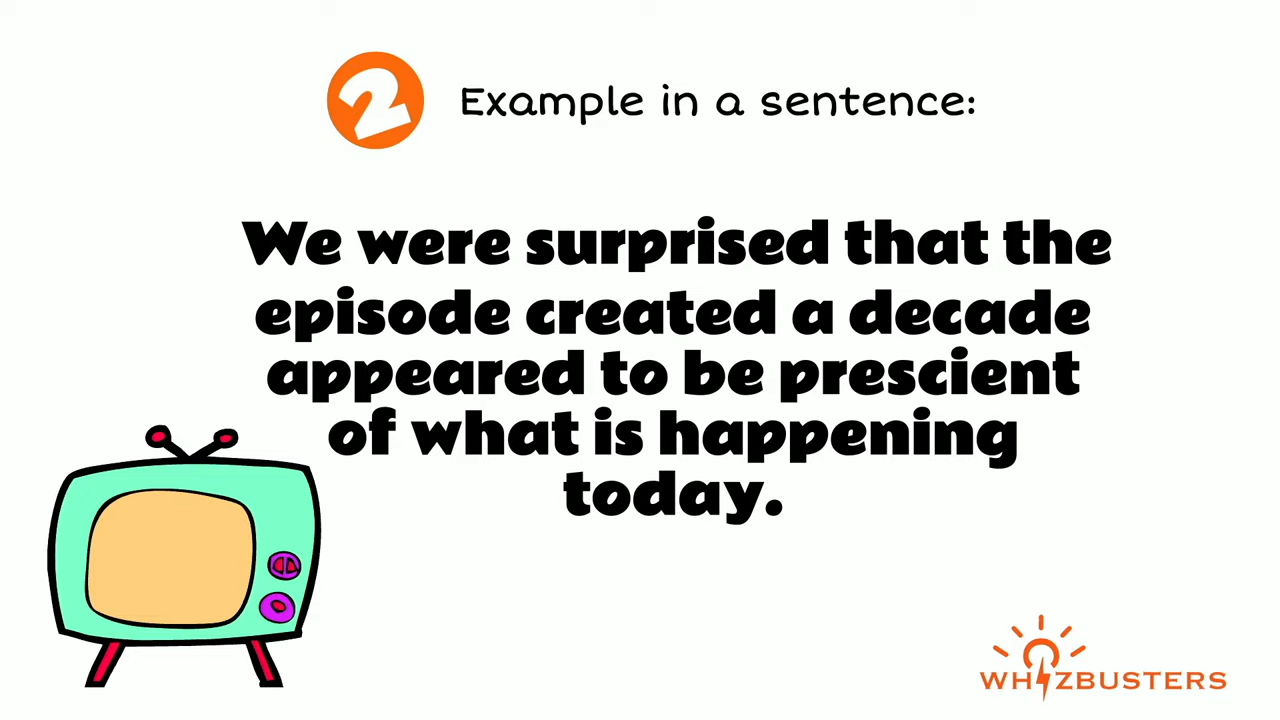 2 Example in a sentence:
We were surprised that the
episode created a decade
appeared to be prescient
of what is happening
today.
WHIZBUSTERS